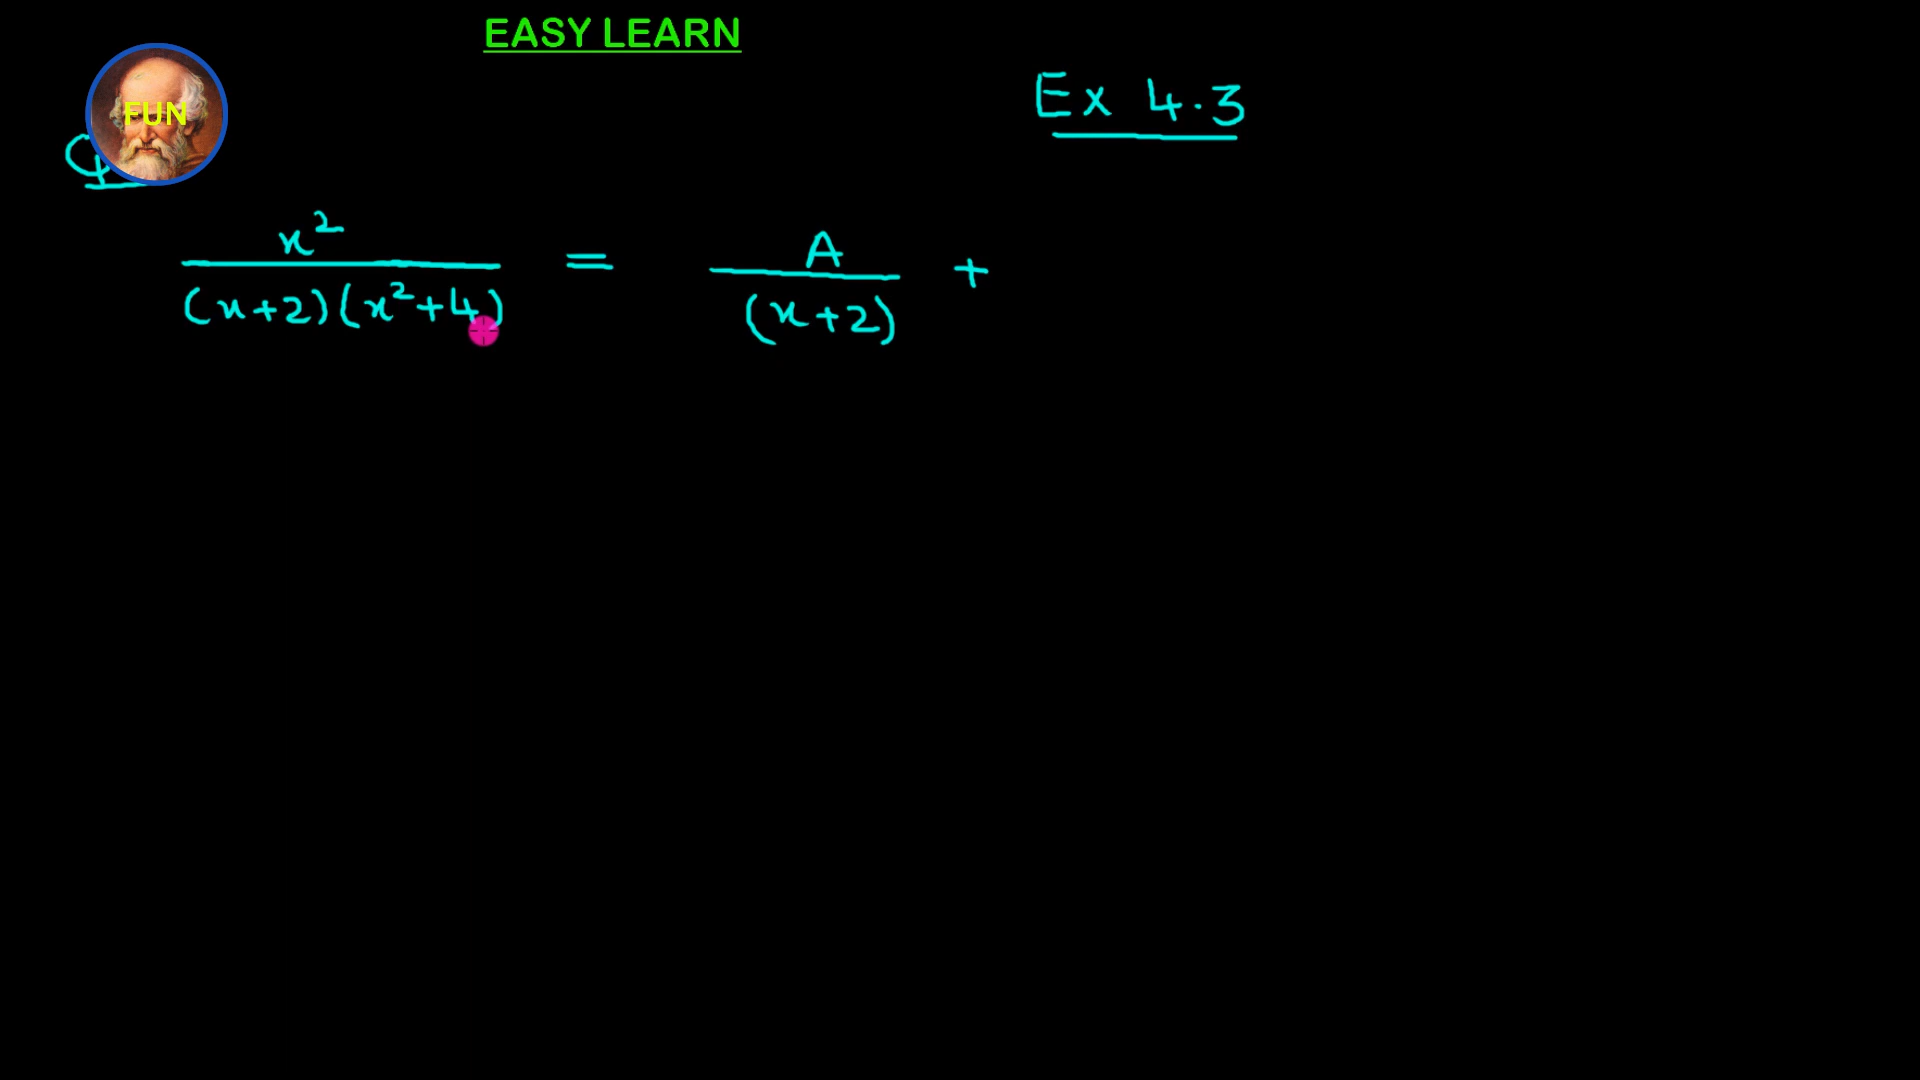 EASY LEARN
FUN
Ex 4.3
x² / (x+2)(x²+4) = A / (x+2) +